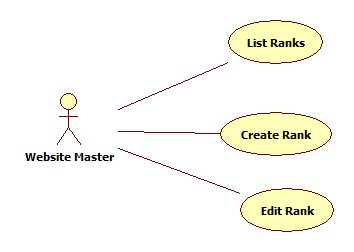 List Ranks
Create Rank
Website Master
Edit Rank